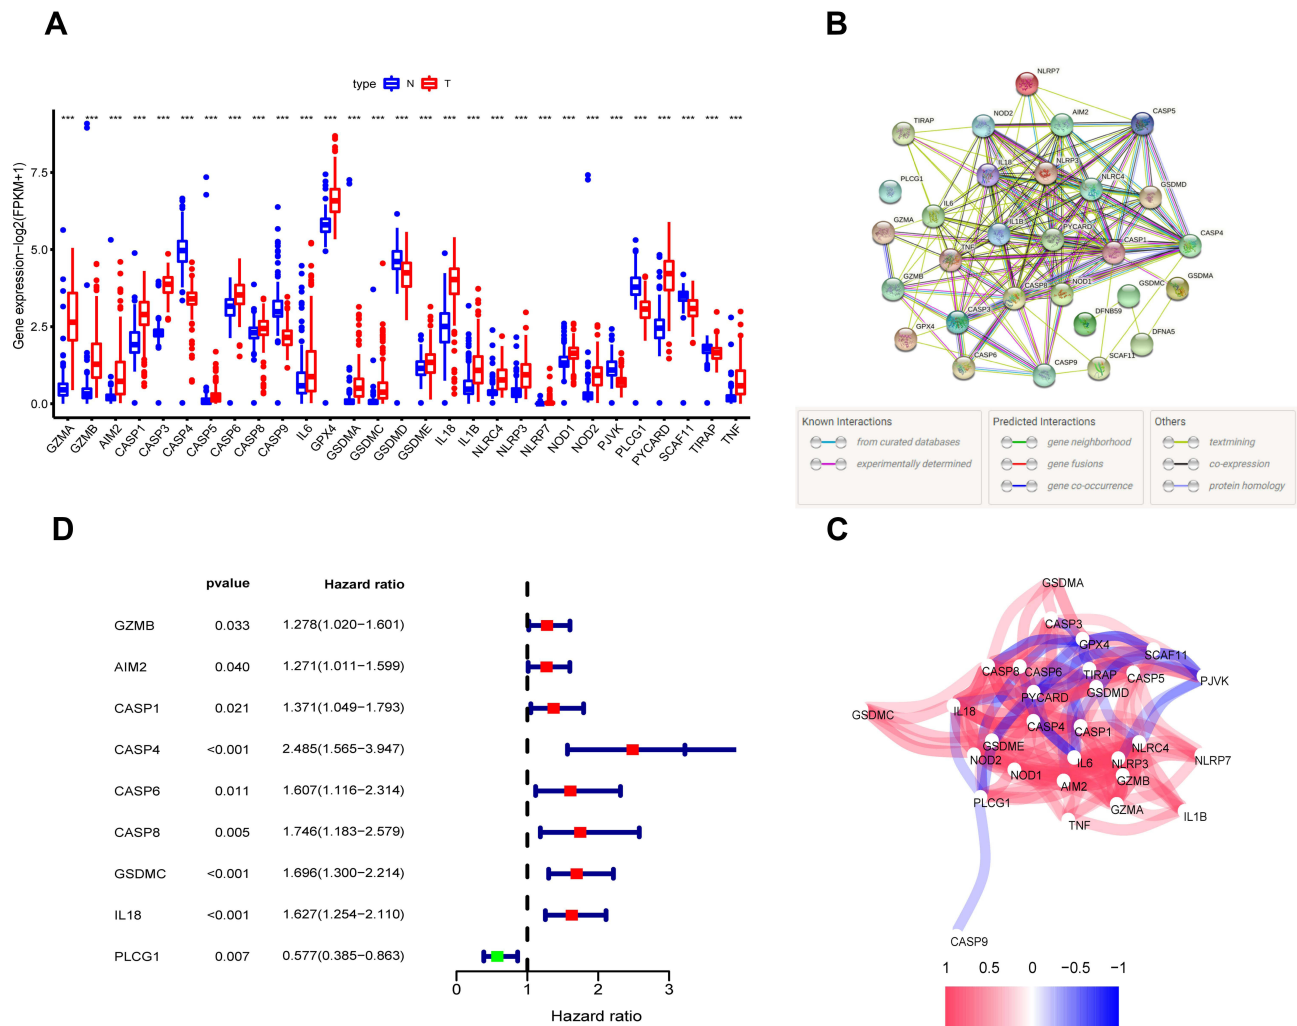 A
type N T
Gene expression−log2(FPKM+1)
7.5
5.0
2.5
0.0
*** *** *** *** *** *** *** *** *** *** *** *** *** *** *** *** *** *** *** *** *** *** *** *** *** *** *** *** ***
GZMA
GZMB
AIM2
CASP1
CASP3
CASP4
CASP5
CASP6
CASP8
CASP9
IL6
GPX4
GSDMA
GSDMC
GSDMD
GSDME
IL18
IL1B
NLRC4
NLRP3
NLRP7
NOD1
NOD2
PJVK
PLCG1
PYCARD
SCAF11
TIRAP
TNF
B
NLRP7
TIRAP
NOD2
AIM2
CASP5
IL18
NLRP3
PLCG1
NLRC4
GSDMD
IL6
GZMA
IL1B
PYCARD
CASP1
CASP4
TNF
GZMB
CASP8
NOD1
GSDMC
GSDMA
CASP3
DFNB59
GPX4
DFNA5
CASP6
CASP9
SCAF11
Known Interactions
from curated databases
experimentally determined
Predicted Interactions
gene neighborhood
gene fusions
gene co-occurrence
Others
textmining
co-expression
protein homology
D
pvalue Hazard ratio
GZMB 0.033 1.278(1.020−1.601)
AIM2 0.040 1.271(1.011−1.599)
CASP1 0.021 1.371(1.049−1.793)
CASP4 <0.001 2.485(1.565−3.947)
CASP6 0.011 1.607(1.116−2.314)
CASP8 0.005 1.746(1.183−2.579)
GSDMC <0.001 1.696(1.300−2.214)
IL18 <0.001 1.627(1.254−2.110)
PLCG1 0.007 0.577(0.385−0.863)
0 1 2 3
Hazard ratio
C
GSDMA
CASP3
GPX4
SCAF11
CASP8
CASP6
TIRAP
CASP5
PJVK
GSDMD
PYCARD
GSDMC
IL18
CASP4
CASP1
GSDME
NLRC4
NOD2
IL6
NLRP3
NLRP7
NOD1
AIM2
GZMB
PLCG1
GZMA
TNF
IL1B
CASP9
1 0.5 0 −0.5 −1